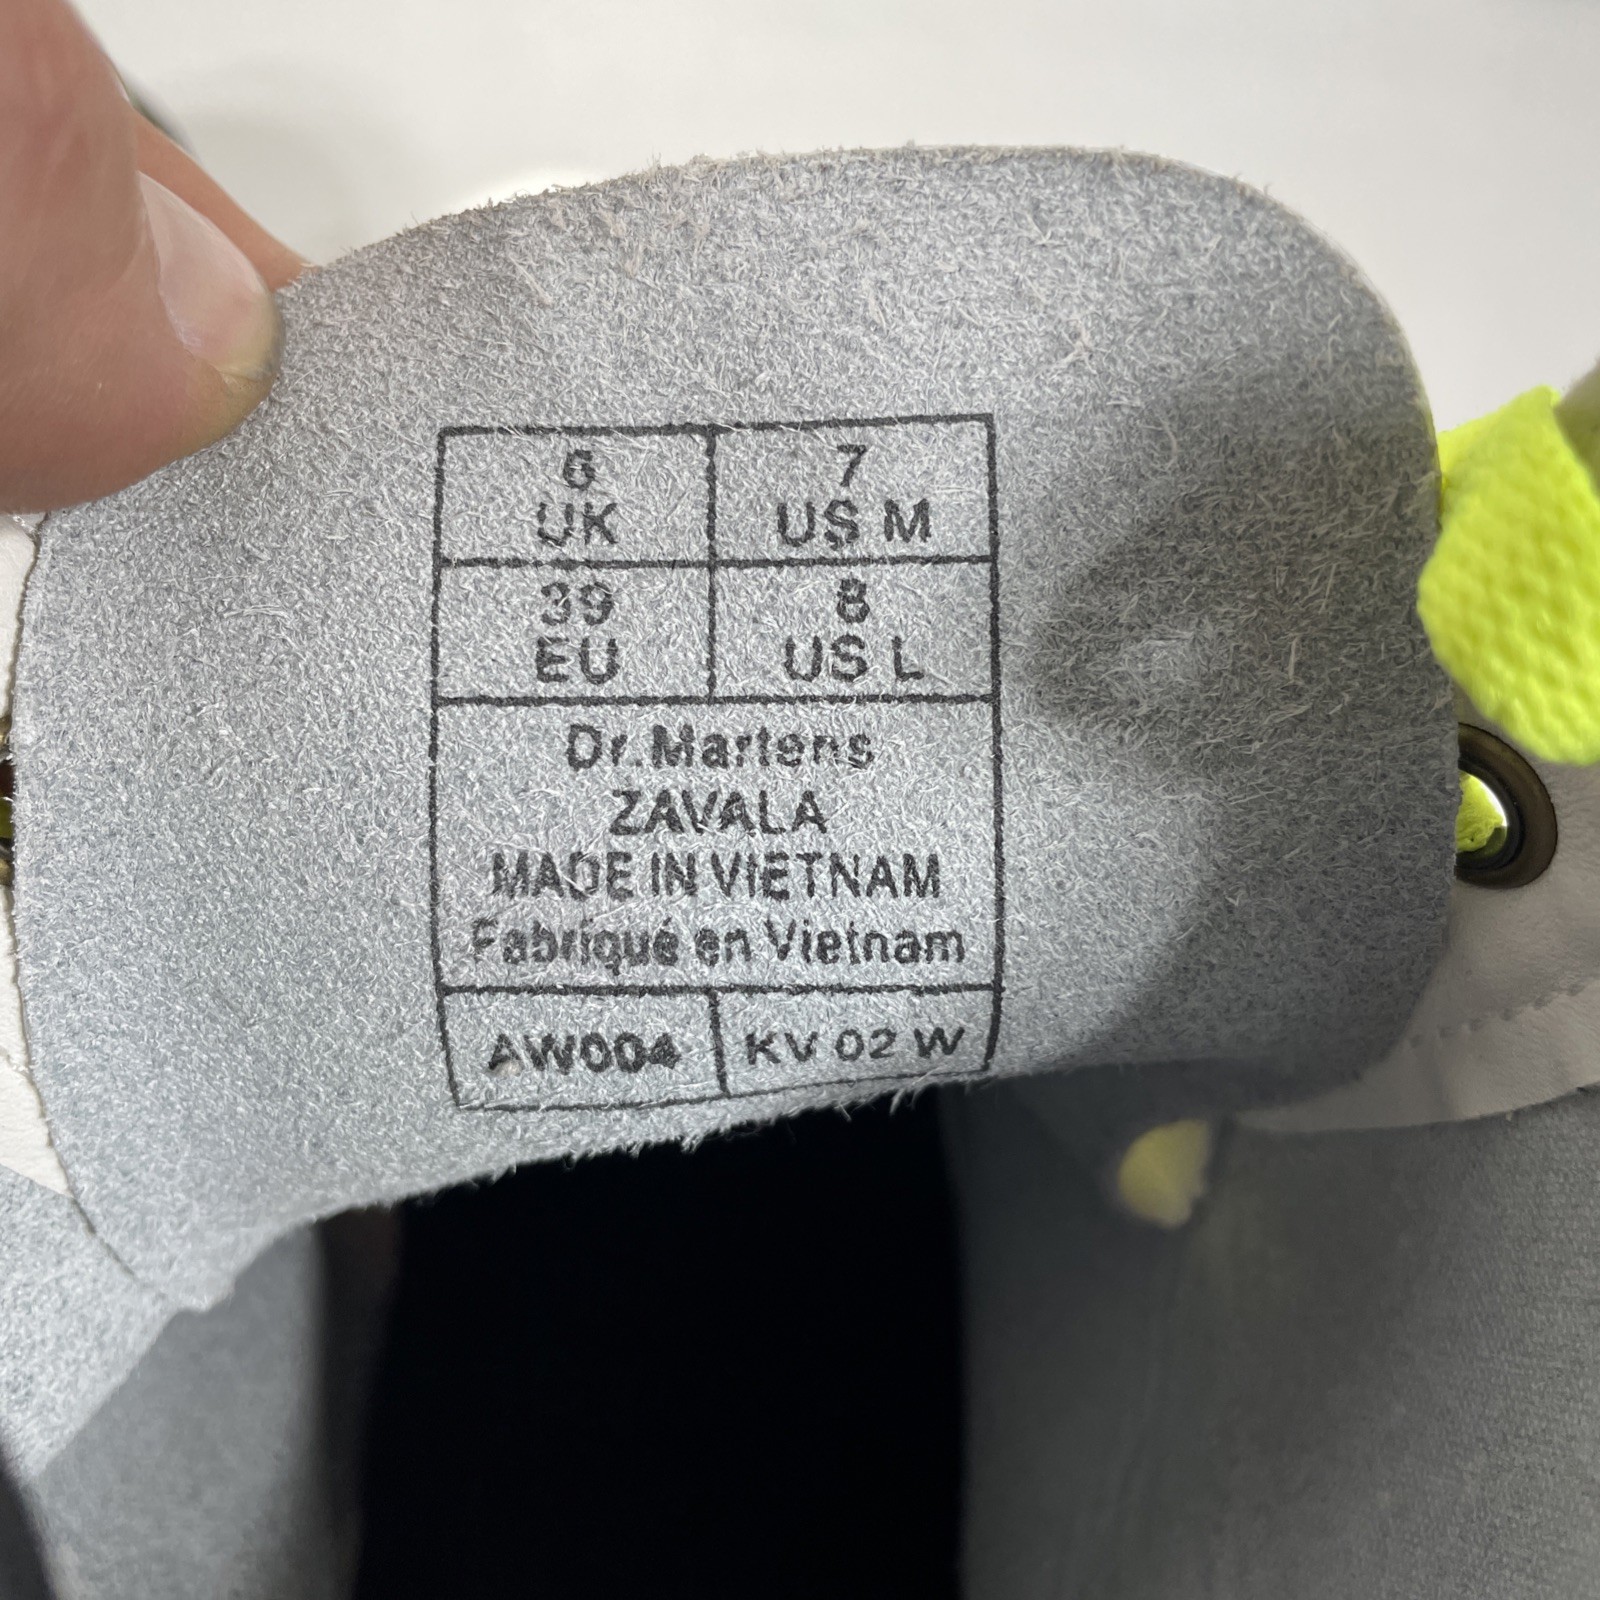 6
UK
7
US M
39
EU
8
US L
Dr. Martens
ZAVALA
MADE IN VIETNAM
Fabriqué en Vietnam
AW004
KV 02 W